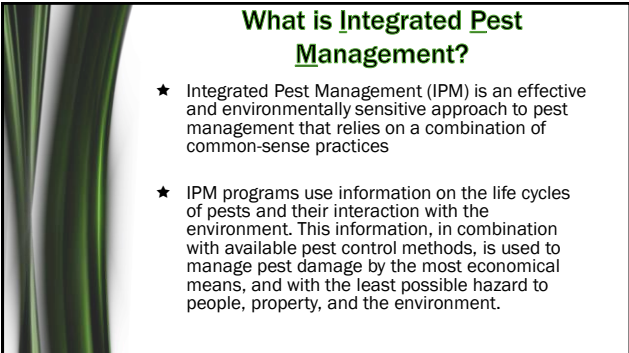 What is Integrated Pest
Management?
★ Integrated Pest Management (IPM) is an effective
and environmentally sensitive approach to pest
management that relies on a combination of
common-sense practices
★ IPM programs use information on the life cycles
of pests and their interaction with the
environment. This information, in combination
with available pest control methods, is used to
manage pest damage by the most economical
means, and with the least possible hazard to
people, property, and the environment.